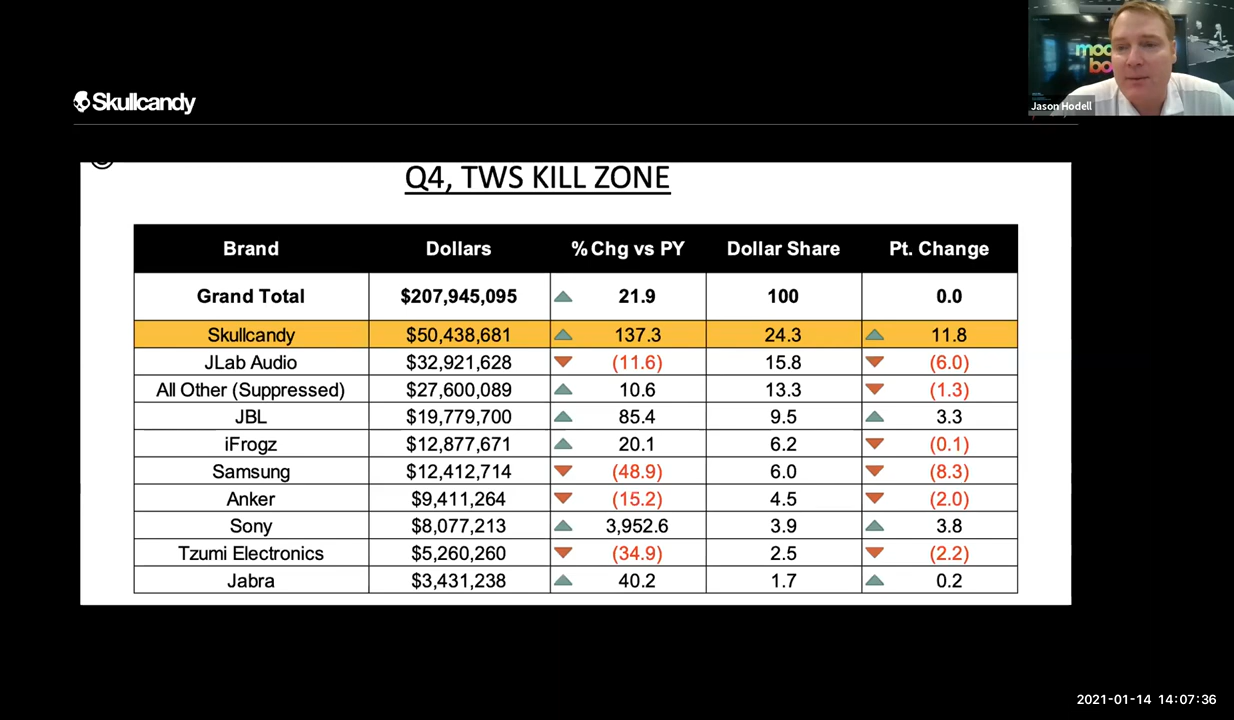 moc
bo
Jason Hodell
Skullcandy
Q4, TWS KILL ZONE
Brand Dollars % Chg vs PY Dollar Share Pt. Change
Grand Total $207,945,095 21.9 100 0.0
Skullcandy $50,438,681 137.3 24.3 11.8
JLab Audio $32,921,628 (11.6) 15.8 (6.0)
All Other (Suppressed) $27,600,089 10.6 13.3 (1.3)
JBL $19,779,700 85.4 9.5 3.3
iFrogz $12,877,671 20.1 6.2 (0.1)
Samsung $12,412,714 (48.9) 6.0 (8.3)
Anker $9,411,264 (15.2) 4.5 (2.0)
Sony $8,077,213 3,952.6 3.9 3.8
Tzumi Electronics $5,260,260 (34.9) 2.5 (2.2)
Jabra $3,431,238 40.2 1.7 0.2
2021-01-14 14:07:36